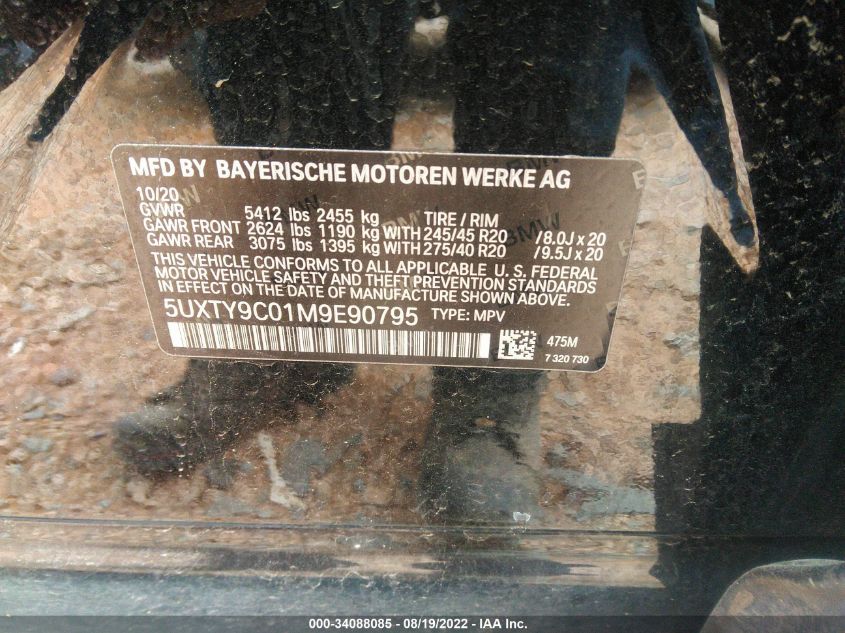 MFD BY BAYERISCHE MOTOREN WERKE AG
10/20
GVWR 5412 lbs 2455 kg TIRE / RIM
GAWR FRONT 2624 lbs 1190 kg WITH 245/45 R20 /8.0J x 20
GAWR REAR 3075 lbs 1395 kg WITH 275/40 R20 /9.5J x 20
THIS VEHICLE CONFORMS TO ALL APPLICABLE U. S. FEDERAL
MOTOR VEHICLE SAFETY AND THEFT PREVENTION STANDARDS
IN EFFECT ON THE DATE OF MANUFACTURE SHOWN ABOVE.
5UXTY9C01M9E90795 TYPE: MPV
475M
7 320 730
BMW
BMW
BMW
000-34088085 - 08/19/2022 - IAA Inc.